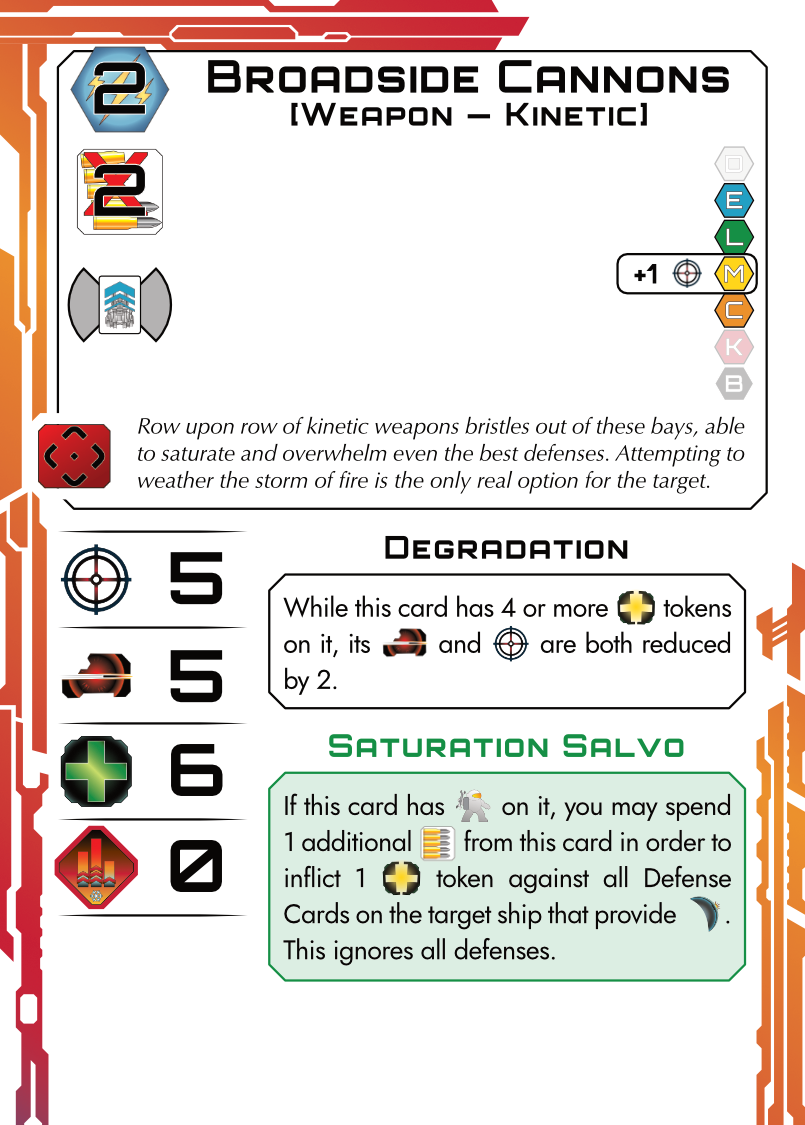 2
BROADSIDE CANNONS
[WEAPON — KINETIC]
2
D
E
L
+1 M
C
K
B
Row upon row of kinetic weapons bristles out of these bays, able
to saturate and overwhelm even the best defenses. Attempting to
weather the storm of fire is the only real option for the target.
5
5
6
0
DEGRADATION
While this card has 4 or more tokens
on it, its and are both reduced
by 2.
SATURATION SALVO
If this card has on it, you may spend
1 additional from this card in order to
inflict 1 token against all Defense
Cards on the target ship that provide .
This ignores all defenses.